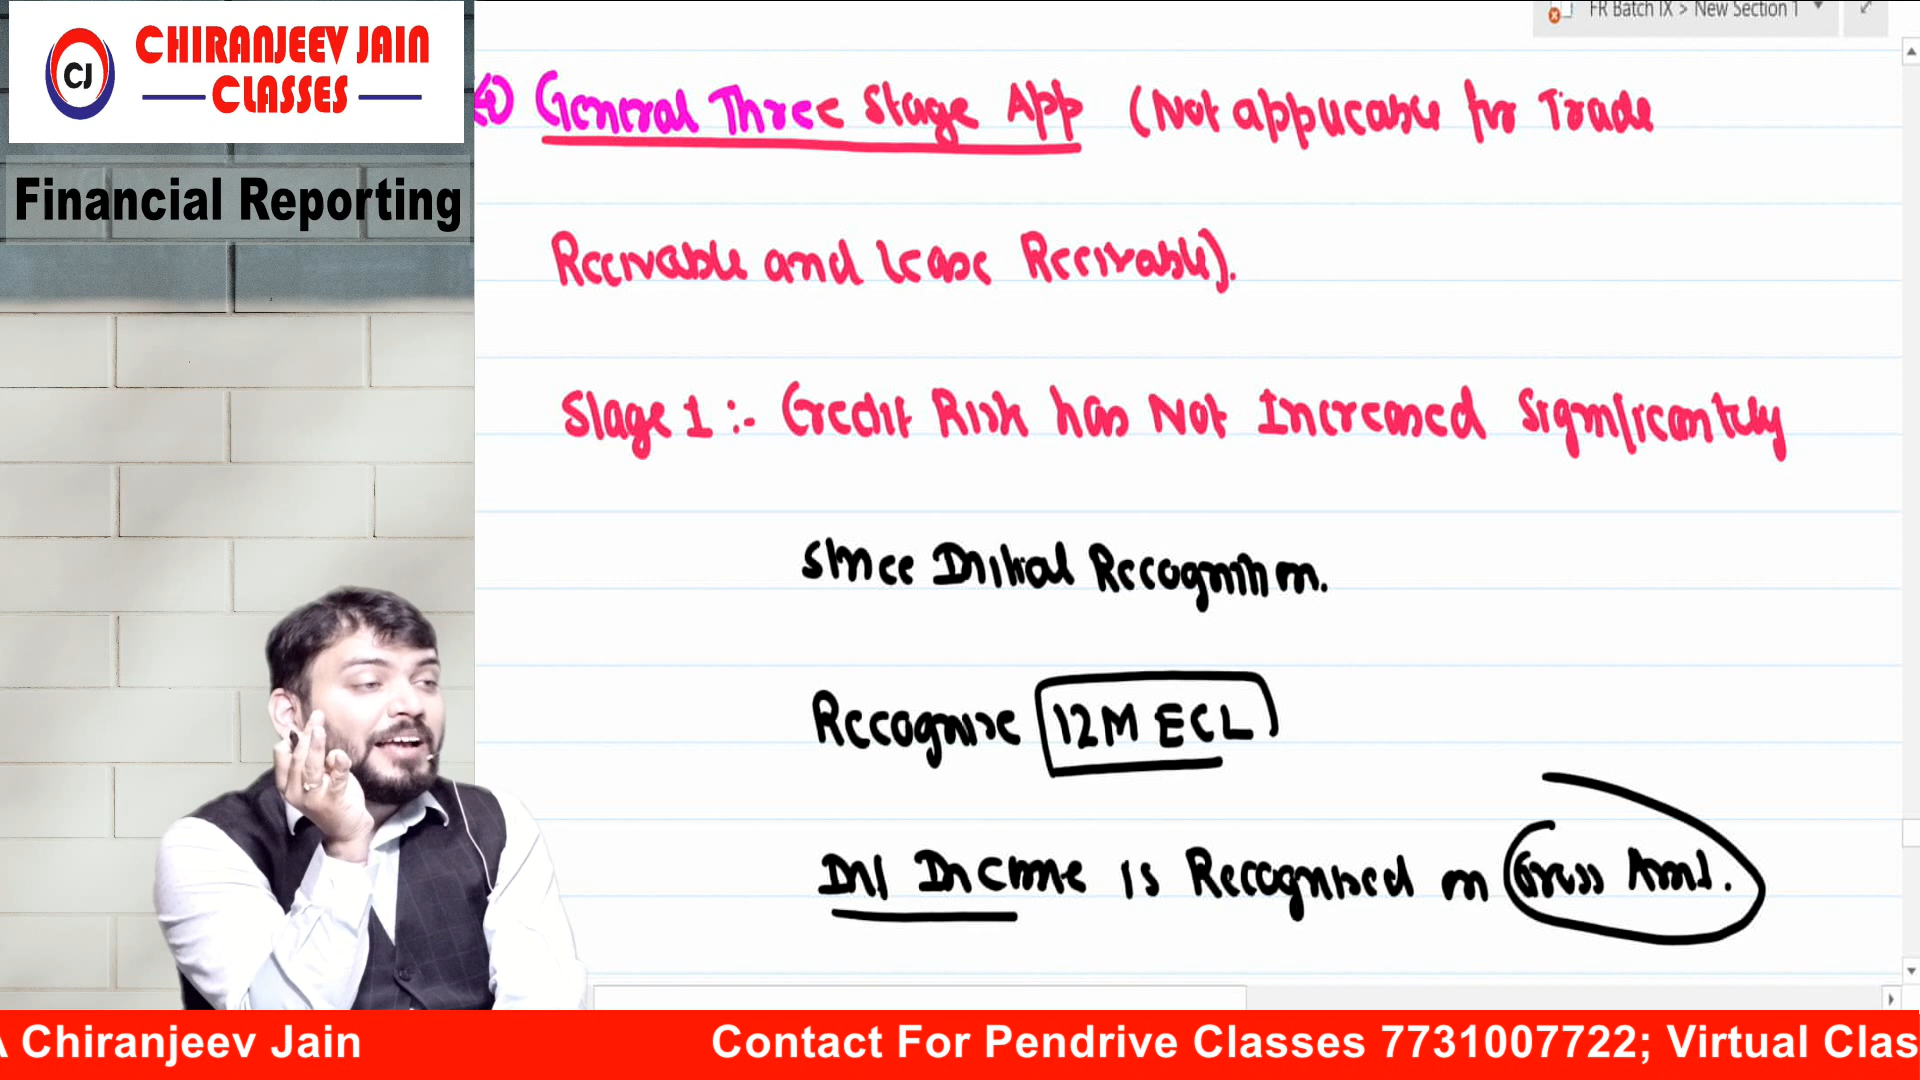 CHIRANJEEV JAIN
CJ
CLASSES
Financial Reporting
FR Batch IX > New Section 1
General Three Stage App (Not applicable for Trade
Receivable and lease Receivable).
Stage 1 :- Credit Risk has Not Increased Significantly
Since Initial Recognition.
Recognise 12M ECL
Int Income is Recognised on Gross Amt.
A Chiranjeev Jain Contact For Pendrive Classes 7731007722; Virtual Clas